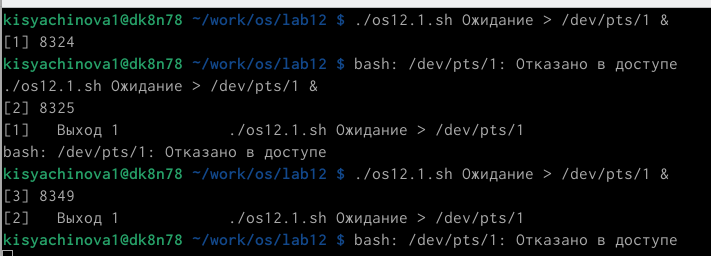 kisyachinova1@dk8n78 ~/work/os/lab12 $ ./os12.1.sh Ожидание > /dev/pts/1 &
[1] 8324
kisyachinova1@dk8n78 ~/work/os/lab12 $ bash: /dev/pts/1: Отказано в доступе
./os12.1.sh Ожидание > /dev/pts/1 &
[2] 8325
[1]   Выход 1            ./os12.1.sh Ожидание > /dev/pts/1
bash: /dev/pts/1: Отказано в доступе
kisyachinova1@dk8n78 ~/work/os/lab12 $ ./os12.1.sh Ожидание > /dev/pts/1 &
[3] 8349
[2]   Выход 1            ./os12.1.sh Ожидание > /dev/pts/1
kisyachinova1@dk8n78 ~/work/os/lab12 $ bash: /dev/pts/1: Отказано в доступе